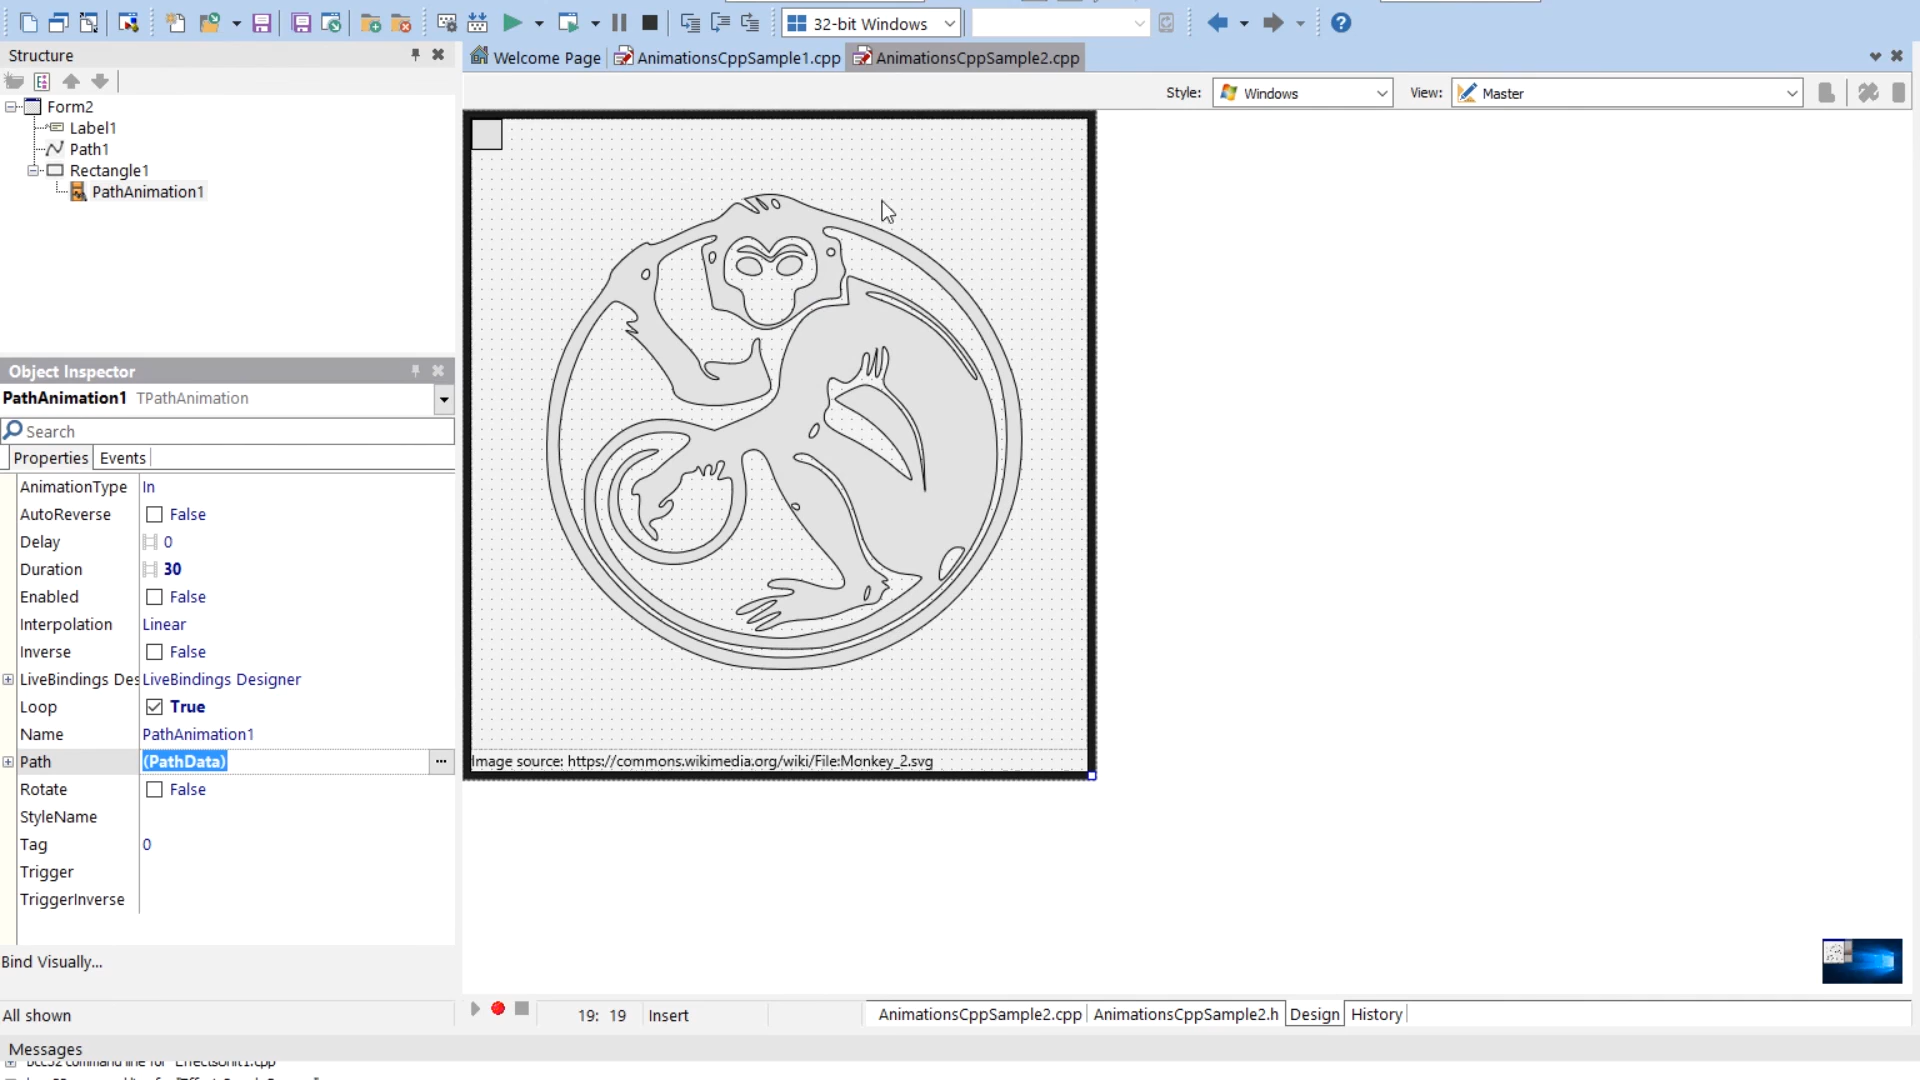 32-bit Windows
Structure
Welcome Page
AnimationsCppSample1.cpp
AnimationsCppSample2.cpp
Style:
Windows
View:
Master
Form2
Label1
Path1
Rectangle1
PathAnimation1
Object Inspector
PathAnimation1 TPathAnimation
Search
Properties
Events
AnimationType In
AutoReverse False
Delay 0
Duration 30
Enabled False
Interpolation Linear
Inverse False
LiveBindings Des LiveBindings Designer
Loop True
Name PathAnimation1
Path (PathData)
Rotate False
StyleName
Tag 0
Trigger
TriggerInverse
Image source: https://commons.wikimedia.org/wiki/File:Monkey_2.svg
Bind Visually...
All shown
19: 19
Insert
AnimationsCppSample2.cpp
AnimationsCppSample2.h
Design
History
Messages